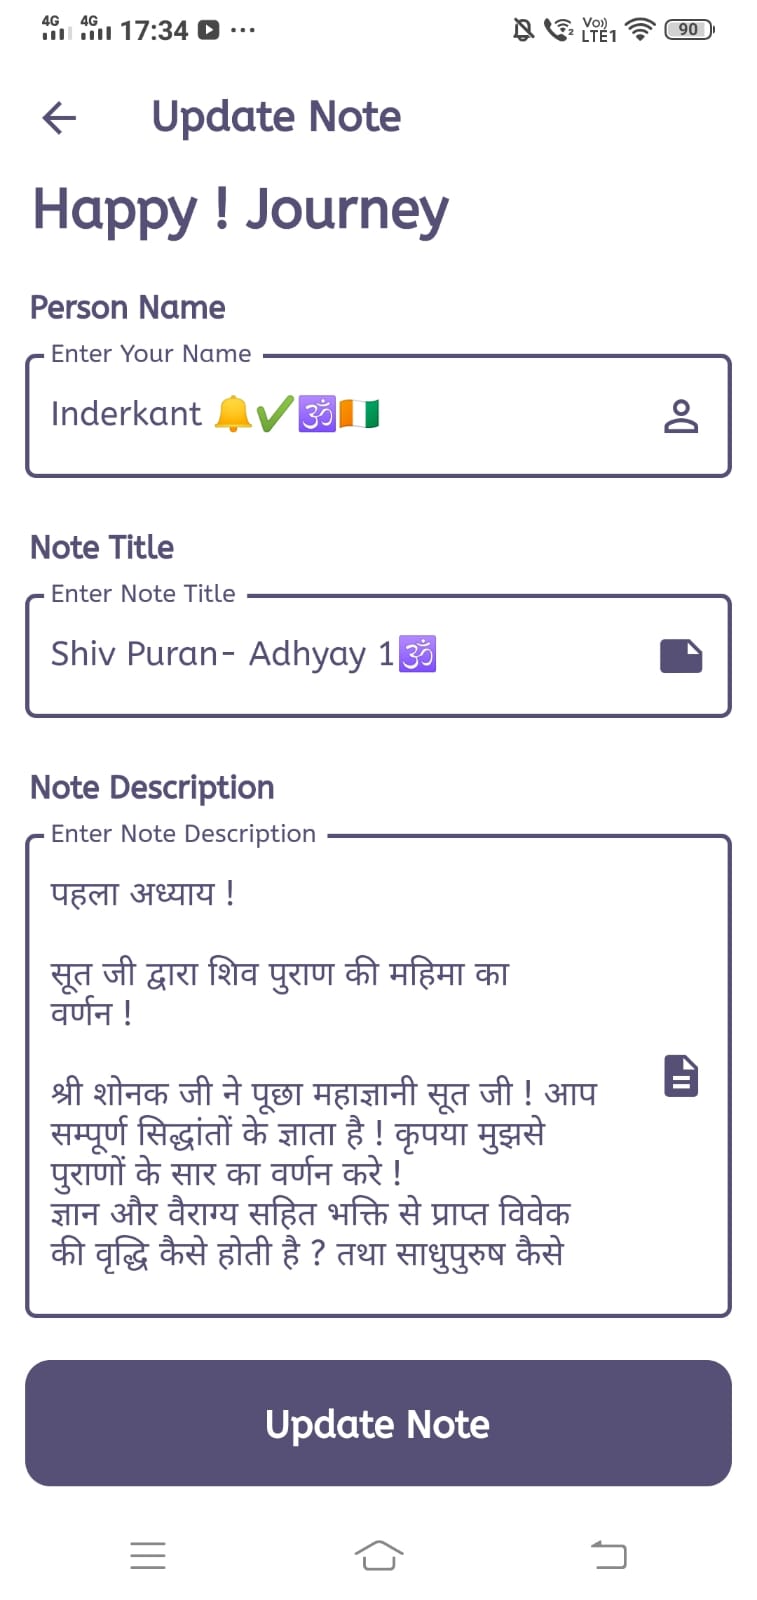 4G 4G 17:34 ... Vo)) LTE1 90
Update Note
Happy ! Journey
Person Name
Enter Your Name
Inderkant 🔔✔️🕉️🇨🇮
Note Title
Enter Note Title
Shiv Puran- Adhyay 1🕉️
Note Description
Enter Note Description
पहला अध्याय !
सूत जी द्वारा शिव पुराण की महिमा का
वर्णन !
श्री शोनक जी ने पूछा महाज्ञानी सूत जी ! आप
सम्पूर्ण सिद्धांतों के ज्ञाता है ! कृपया मुझसे
पुराणों के सार का वर्णन करे !
ज्ञान और वैराग्य सहित भक्ति से प्राप्त विवेक
की वृद्धि कैसे होती है ? तथा साधुपुरुष कैसे
Update Note